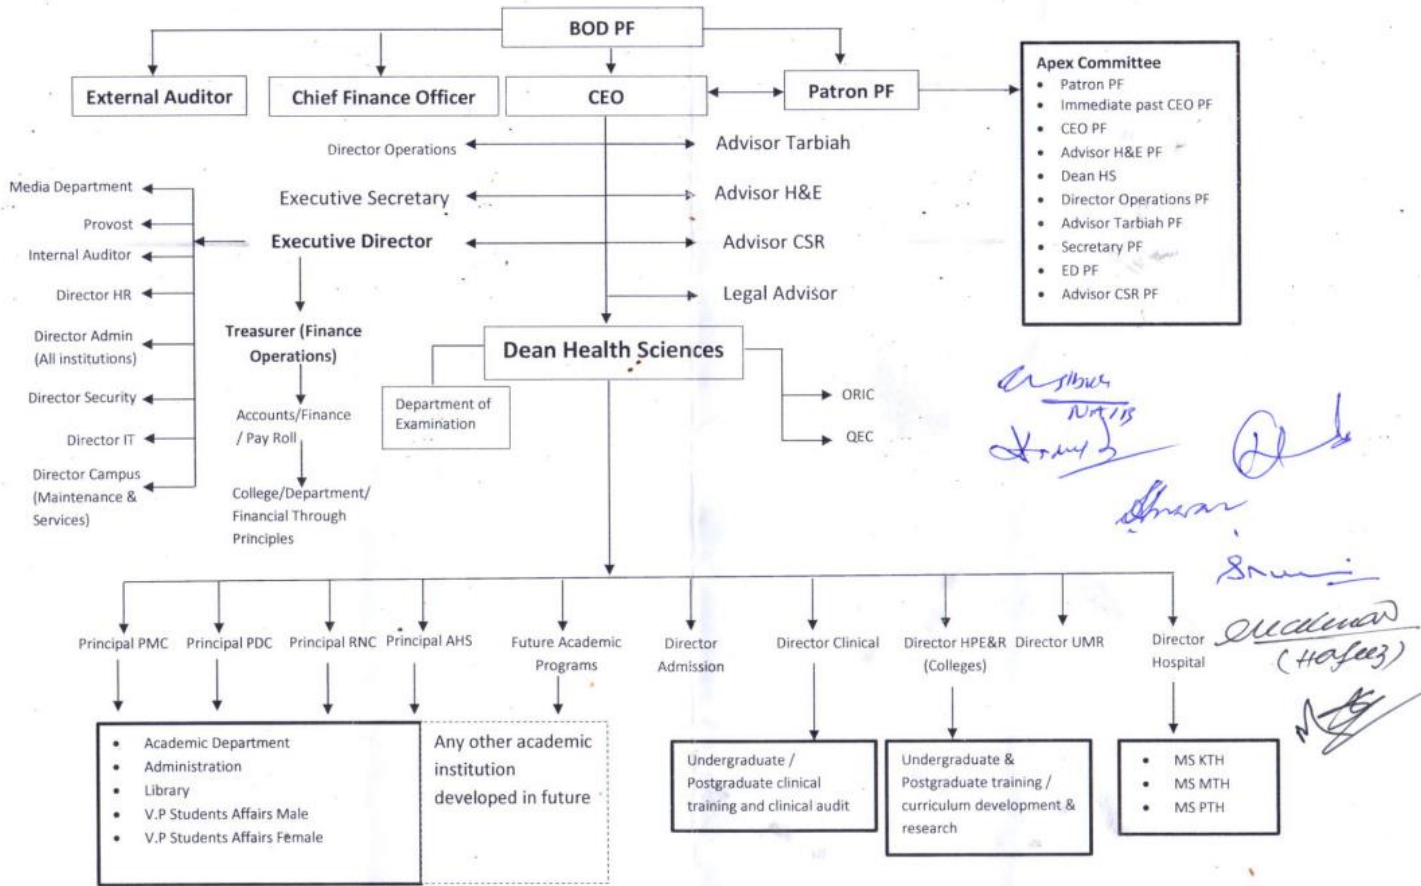 BOD PF
External Auditor
Chief Finance Officer
CEO
Patron PF
Apex Committee
• Patron PF
• Immediate past CEO PF
• CEO PF
• Advisor H&E PF
• Dean HS
• Director Operations PF
• Advisor Tarbiah PF
• Secretary PF
• ED PF
• Advisor CSR PF
Director Operations
Advisor Tarbiah
Executive Secretary
Advisor H&E
Executive Director
Advisor CSR
Legal Advisor
Media Department
Provost
Internal Auditor
Director HR
Director Admin
(All institutions)
Director Security
Director IT
Director Campus
(Maintenance &
Services)
Treasurer (Finance
Operations)
Accounts/Finance
/ Pay Roll
College/Department/
Financial Through
Principles
Dean Health Sciences
Department of
Examination
ORIC
QEC
Principal PMC
Principal PDC
Principal RNC
Principal AHS
Future Academic
Programs
Director
Admission
Director Clinical
Director HPE&R
(Colleges)
Director UMR
Director
Hospital
(Hafeez)
• Academic Department
• Administration
• Library
• V.P Students Affairs Male
• V.P Students Affairs Female
Any other academic
institution
developed in future
Undergraduate /
Postgraduate clinical
training and clinical audit
Undergraduate &
Postgraduate training /
curriculum development &
research
• MS KTH
• MS MTH
• MS PTH